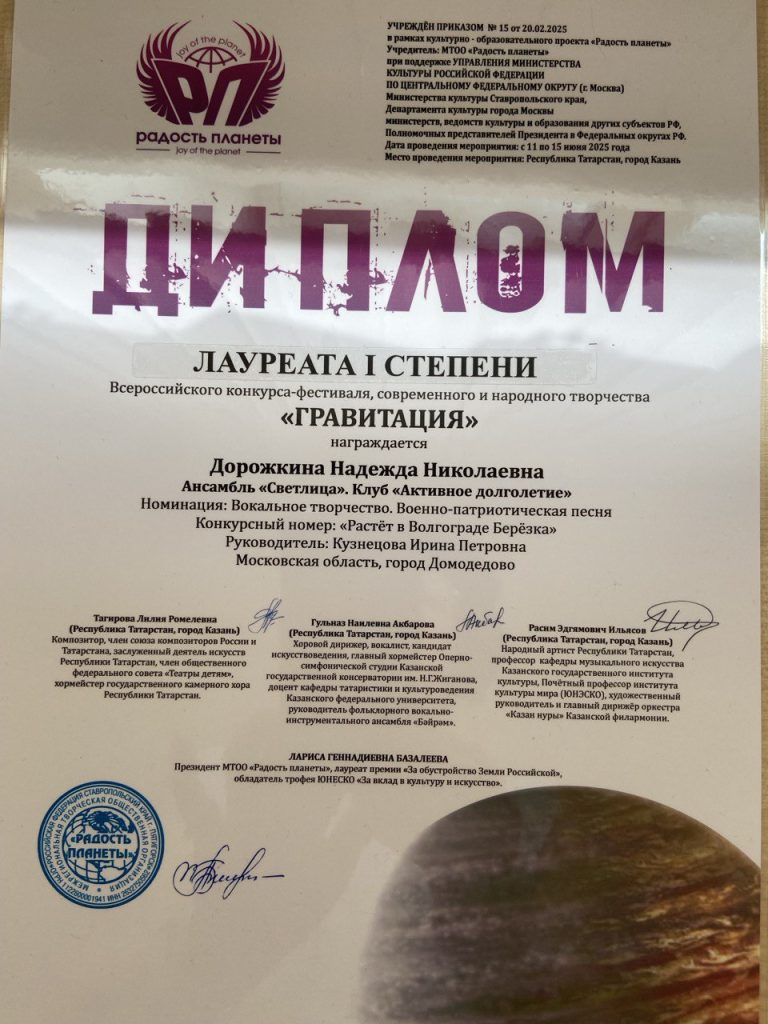 joy of the planet
РП
радость планеты
joy of the planet
УЧРЕЖДЁН ПРИКАЗОМ № 15 от 20.02.2025
в рамках культурно - образовательного проекта «Радость планеты»
Учредитель: МТОО «Радость планеты»
при поддержке УПРАВЛЕНИЯ МИНИСТЕРСТВА
КУЛЬТУРЫ РОССИЙСКОЙ ФЕДЕРАЦИИ
ПО ЦЕНТРАЛЬНОМУ ФЕДЕРАЛЬНОМУ ОКРУГУ (г. Москва)
Министерства культуры Ставропольского края,
Департамента культуры города Москвы
министерств, ведомств культуры и образования других субъектов РФ,
Полномочных представителей Президента в Федеральных округах РФ.
Дата проведения мероприятия: с 11 по 15 июня 2025 года
Место проведения мероприятия: Республика Татарстан, город Казань
ДИПЛОМ
ЛАУРЕАТА I СТЕПЕНИ
Всероссийского конкурса-фестиваля, современного и народного творчества
«ГРАВИТАЦИЯ»
награждается
Дорожкина Надежда Николаевна
Ансамбль «Светлица». Клуб «Активное долголетие»
Номинация: Вокальное творчество. Военно-патриотическая песня
Конкурсный номер: «Растёт в Волгограде Берёзка»
Руководитель: Кузнецова Ирина Петровна
Московская область, город Домодедово
Тагирова Лилия Ромелевна
(Республика Татарстан, город Казань)
Композитор, член союза композиторов России и
Татарстана, заслуженный деятель искусств
Республики Татарстан, член общественного
федерального совета «Театры детям»,
хормейстер государственного камерного хора
Республики Татарстан.
Гульназ Наилевна Акбарова
(Республика Татарстан, город Казань)
Хоровой дирижер, вокалист, кандидат
искусствоведения, главный хормейстер Оперно-
симфонической студии Казанской
государственной консерватории им. Н.Г.Жиганова,
доцент кафедры татаристики и культуроведения
Казанского федерального университета,
руководитель фольклорного вокально-
инструментального ансамбля «Бәйрәм».
Расим Эдгямович Ильясов
(Республика Татарстан, город Казань)
Народный артист Республики Татарстан,
профессор кафедры музыкального искусства
Казанского государственного института
культуры, Почётный профессор института
культуры мира (ЮНЭСКО), художественный
руководитель и главный дирижёр оркестра
«Казан нуры» Казанской филармонии.
ЛАРИСА ГЕННАДИЕВНА БАЗАЛЕЕВА
Президент МТОО «Радость планеты», лауреат премии «За обустройство Земли Российской»,
обладатель трофея ЮНЕСКО «За вклад в культуру и искусство».
РОССИЙСКАЯ ФЕДЕРАЦИЯ СТАВРОПОЛЬСКИЙ КРАЙ г. ПЯТИГОРСК
МЕЖРЕГИОНАЛЬНАЯ ТВОРЧЕСКАЯ ОБЩЕСТВЕННАЯ ОРГАНИЗАЦИЯ
«РАДОСТЬ
ПЛАНЕТЫ»